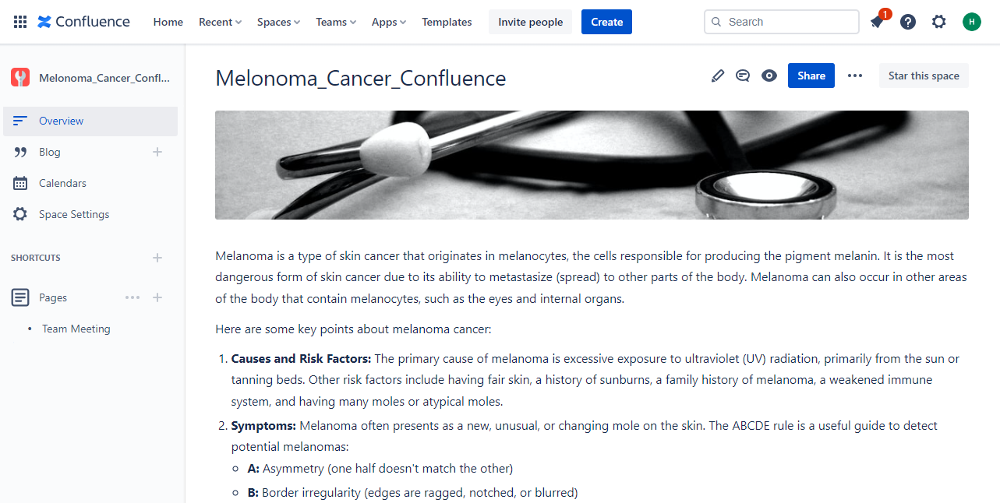 Confluence
Home
Recent
Spaces
Teams
Apps
Templates
Invite people
Create
Search
1
H
Melonoma_Cancer_Confl...
Overview
Blog
Calendars
Space Settings
SHORTCUTS
Pages
• Team Meeting
Melonoma_Cancer_Confluence
Share
Star this space
Melanoma is a type of skin cancer that originates in melanocytes, the cells responsible for producing the pigment melanin. It is the most
dangerous form of skin cancer due to its ability to metastasize (spread) to other parts of the body. Melanoma can also occur in other areas
of the body that contain melanocytes, such as the eyes and internal organs.
Here are some key points about melanoma cancer:
1. Causes and Risk Factors: The primary cause of melanoma is excessive exposure to ultraviolet (UV) radiation, primarily from the sun or
tanning beds. Other risk factors include having fair skin, a history of sunburns, a family history of melanoma, a weakened immune
system, and having many moles or atypical moles.
2. Symptoms: Melanoma often presents as a new, unusual, or changing mole on the skin. The ABCDE rule is a useful guide to detect
potential melanomas:
A: Asymmetry (one half doesn't match the other)
B: Border irregularity (edges are ragged, notched, or blurred)